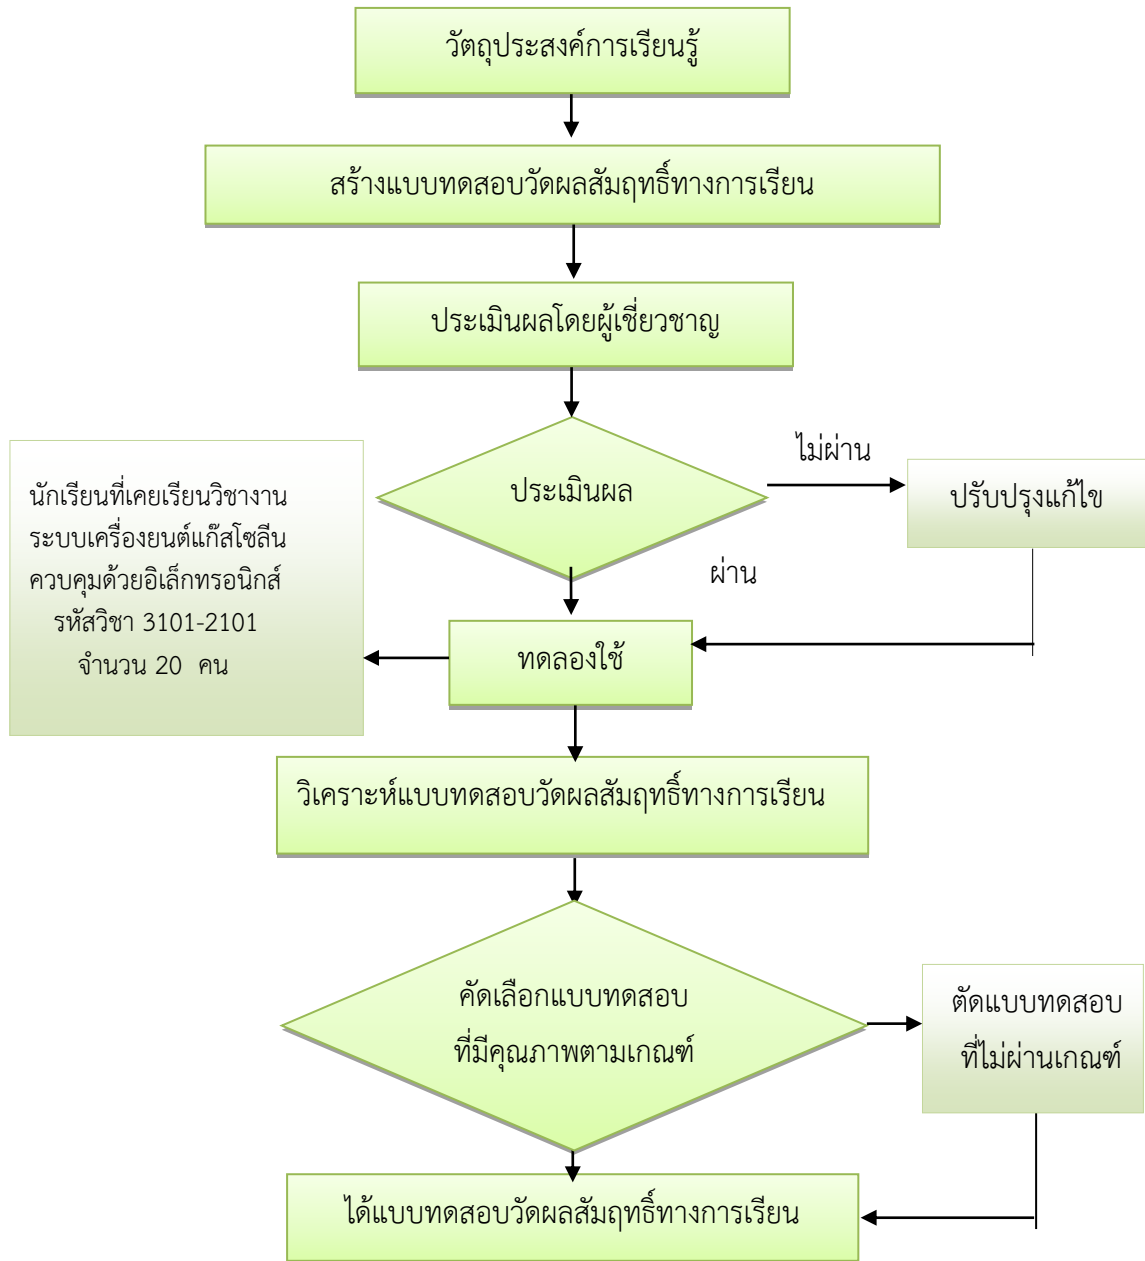 วัตถุประสงค์การเรียนรู้
สร้างแบบทดสอบวัดผลสัมฤทธิ์ทางการเรียน
ประเมินผลโดยผู้เชี่ยวชาญ
ประเมินผล
ไม่ผ่าน
ปรับปรุงแก้ไข
ผ่าน
นักเรียนที่เคยเรียนวิชางาน
ระบบเครื่องยนต์แก๊สโซลีน
ควบคุมด้วยอิเล็กทรอนิกส์
รหัสวิชา 3101-2101
จำนวน 20 คน
ทดลองใช้
วิเคราะห์แบบทดสอบวัดผลสัมฤทธิ์ทางการเรียน
คัดเลือกแบบทดสอบ
ที่มีคุณภาพตามเกณฑ์
ตัดแบบทดสอบ
ที่ไม่ผ่านเกณฑ์
ได้แบบทดสอบวัดผลสัมฤทธิ์ทางการเรียน